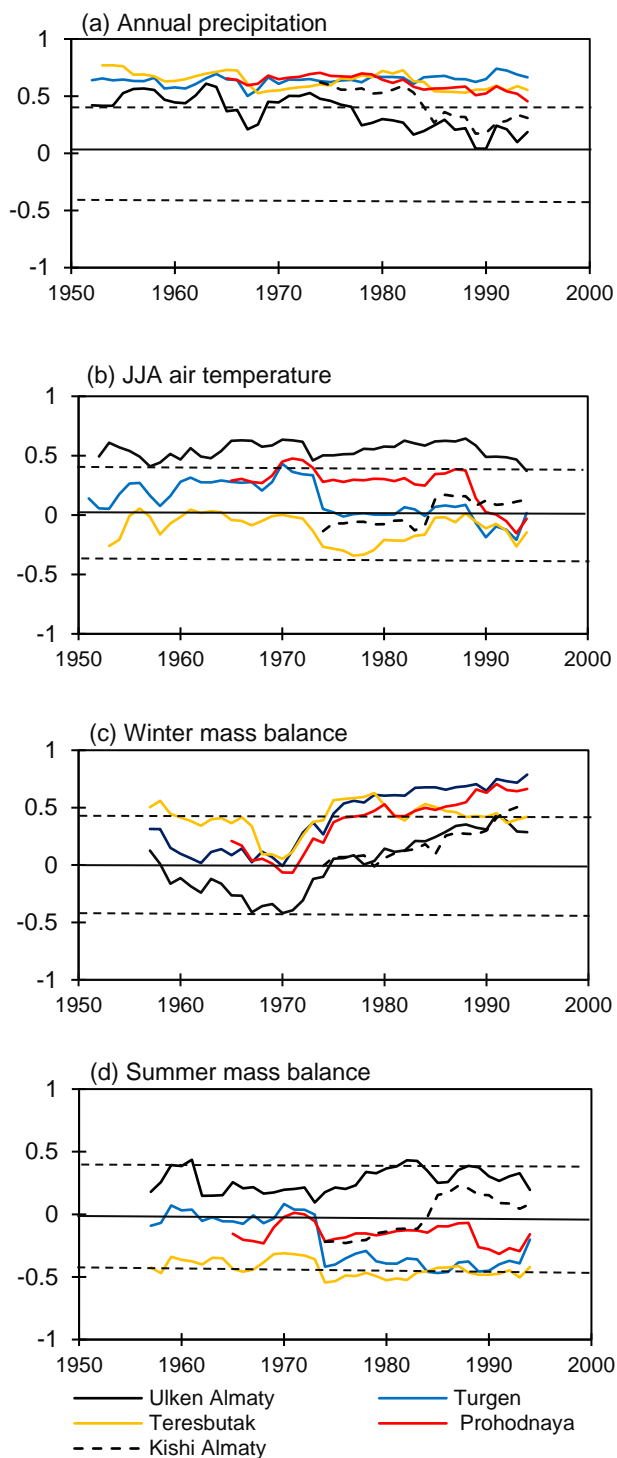 (a) Annual precipitation
1
0.5
0
-0.5
-1
1950 1960 1970 1980 1990 2000
(b) JJA air temperature
1
0.5
0
-0.5
-1
1950 1960 1970 1980 1990 2000
(c) Winter mass balance
1
0.5
0
-0.5
-1
1950 1960 1970 1980 1990 2000
(d) Summer mass balance
1
0.5
0
-0.5
-1
1950 1960 1970 1980 1990 2000
Ulken Almaty Turgen
Teresbutak Prohodnaya
Kishi Almaty